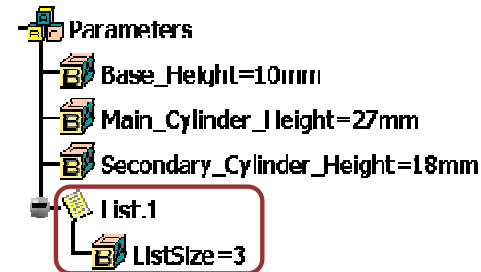 Parameters
Base_Height=10mm
Main_Cylinder_Height=27mm
Secondary_Cylinder_Height=18mm
List.1
ListSize=3